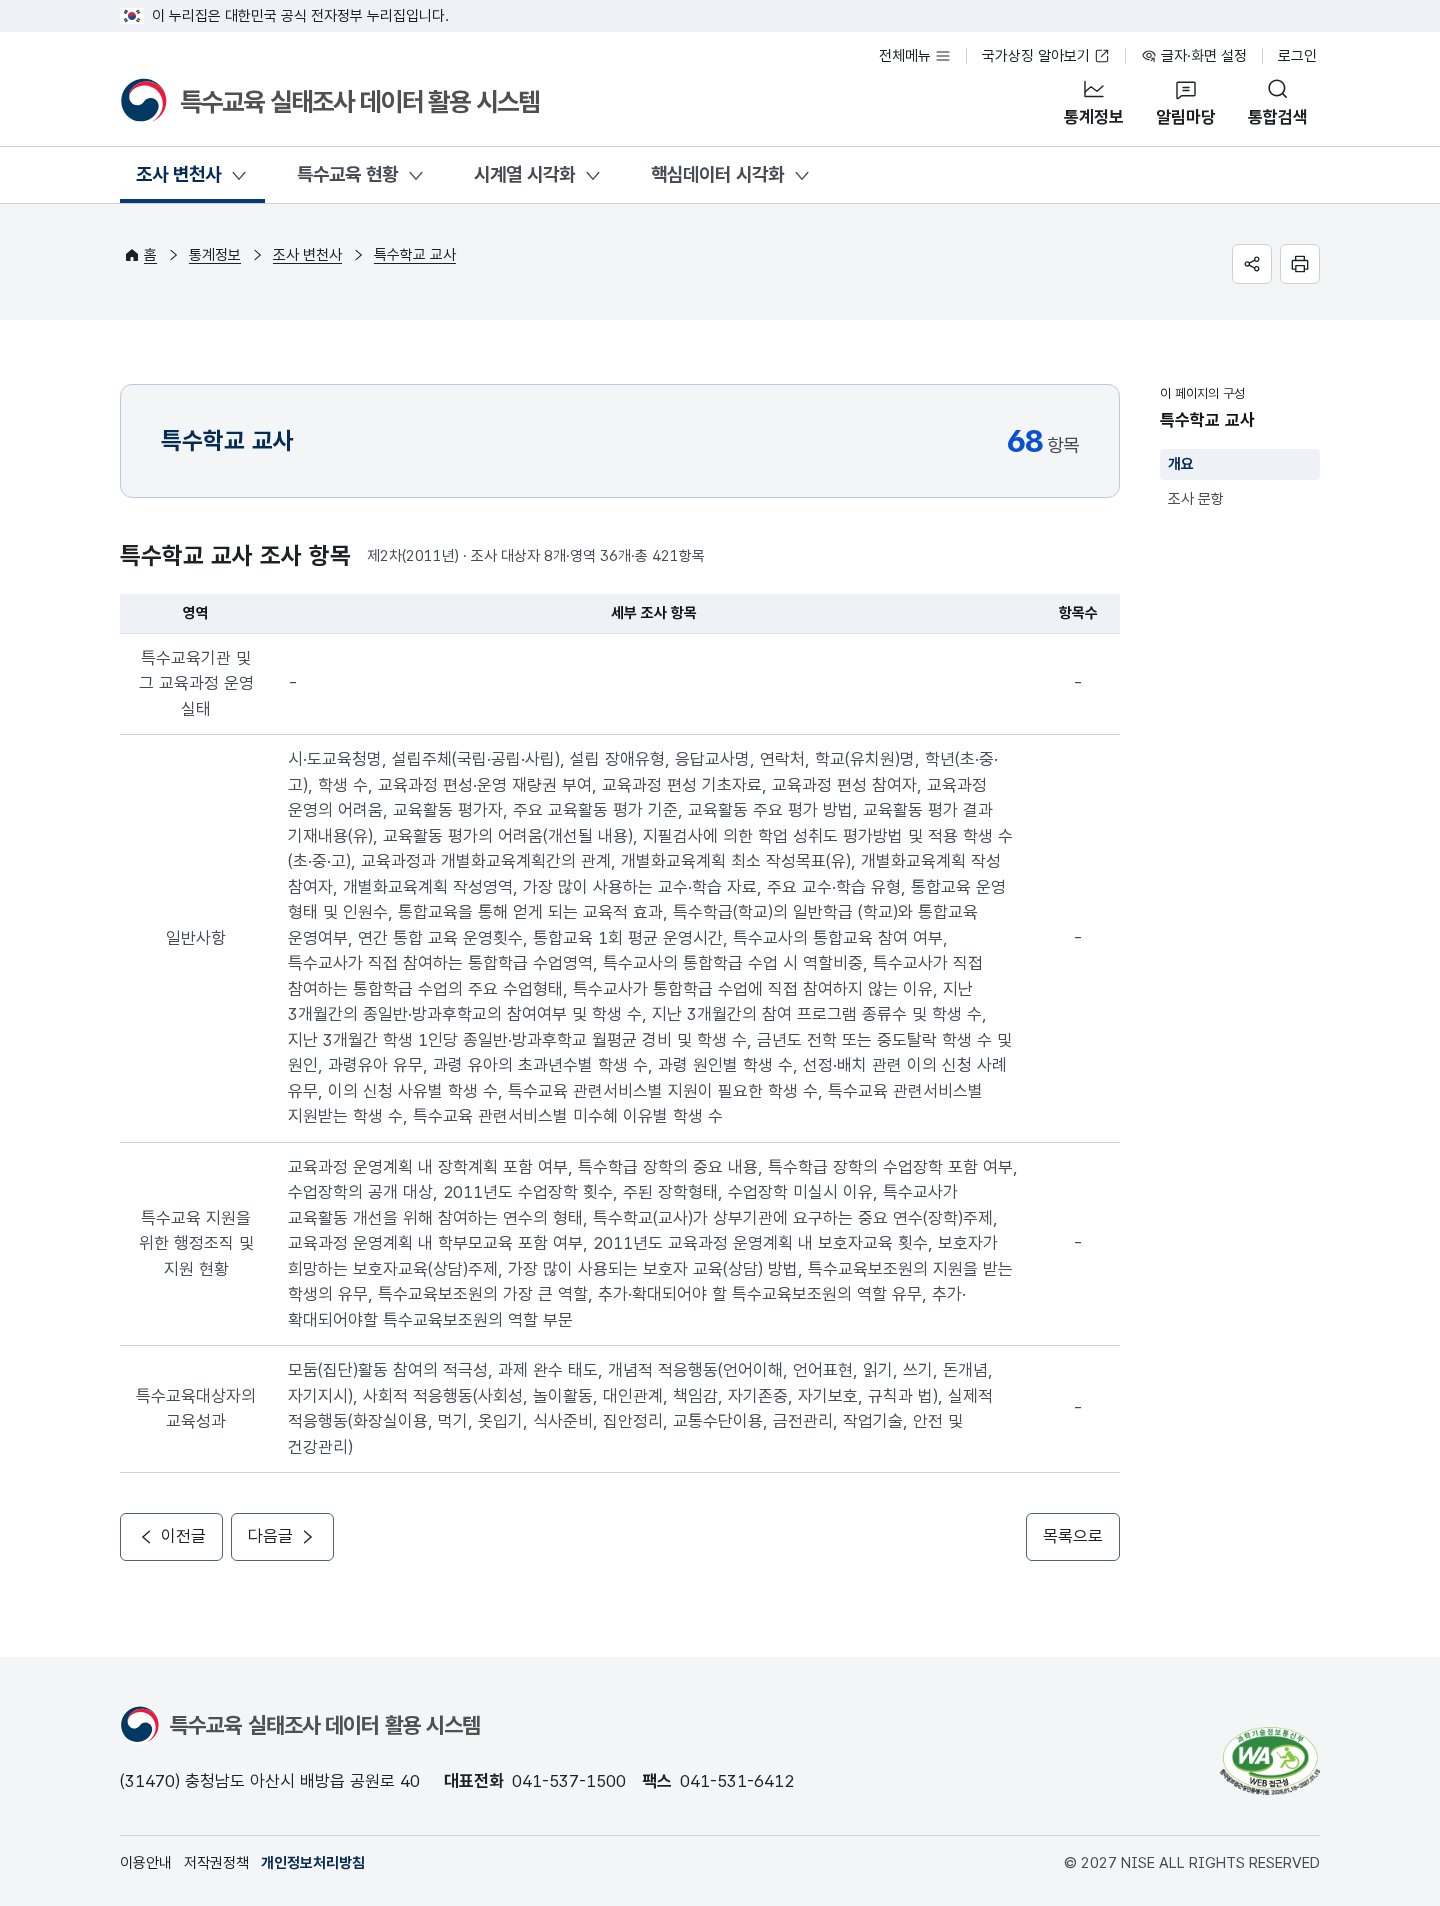 이 누리집은 대한민국 공식 전자정부 누리집입니다.
전체메뉴
국가상징 알아보기
글자·화면 설정
로그인
특수교육 실태조사 데이터 활용 시스템
통계정보
알림마당
통합검색
조사 변천사
특수교육 현황
시계열 시각화
핵심데이터 시각화
홈
통계정보
조사 변천사
특수학교 교사
특수학교 교사
68 항목
이 페이지의 구성
특수학교 교사
개요
조사 문항
특수학교 교사 조사 항목
제2차(2011년) · 조사 대상자 8개·영역 36개·총 421항목
영역
세부 조사 항목
항목수
특수교육기관 및
그 교육과정 운영
실태
-
-
일반사항
시·도교육청명, 설립주체(국립·공립·사립), 설립 장애유형, 응답교사명, 연락처, 학교(유치원)명, 학년(초·중·
고), 학생 수, 교육과정 편성·운영 재량권 부여, 교육과정 편성 기초자료, 교육과정 편성 참여자, 교육과정
운영의 어려움, 교육활동 평가자, 주요 교육활동 평가 기준, 교육활동 주요 평가 방법, 교육활동 평가 결과
기재내용(유), 교육활동 평가의 어려움(개선될 내용), 지필검사에 의한 학업 성취도 평가방법 및 적용 학생 수
(초·중·고), 교육과정과 개별화교육계획간의 관계, 개별화교육계획 최소 작성목표(유), 개별화교육계획 작성
참여자, 개별화교육계획 작성영역, 가장 많이 사용하는 교수·학습 자료, 주요 교수·학습 유형, 통합교육 운영
형태 및 인원수, 통합교육을 통해 얻게 되는 교육적 효과, 특수학급(학교)의 일반학급 (학교)와 통합교육
운영여부, 연간 통합 교육 운영횟수, 통합교육 1회 평균 운영시간, 특수교사의 통합교육 참여 여부,
특수교사가 직접 참여하는 통합학급 수업영역, 특수교사의 통합학급 수업 시 역할비중, 특수교사가 직접
참여하는 통합학급 수업의 주요 수업형태, 특수교사가 통합학급 수업에 직접 참여하지 않는 이유, 지난
3개월간의 종일반·방과후학교의 참여여부 및 학생 수, 지난 3개월간의 참여 프로그램 종류수 및 학생 수,
지난 3개월간 학생 1인당 종일반·방과후학교 월평균 경비 및 학생 수, 금년도 전학 또는 중도탈락 학생 수 및
원인, 과령유아 유무, 과령 유아의 초과년수별 학생 수, 과령 원인별 학생 수, 선정·배치 관련 이의 신청 사례
유무, 이의 신청 사유별 학생 수, 특수교육 관련서비스별 지원이 필요한 학생 수, 특수교육 관련서비스별
지원받는 학생 수, 특수교육 관련서비스별 미수혜 이유별 학생 수
-
특수교육 지원을
위한 행정조직 및
지원 현황
교육과정 운영계획 내 장학계획 포함 여부, 특수학급 장학의 중요 내용, 특수학급 장학의 수업장학 포함 여부,
수업장학의 공개 대상, 2011년도 수업장학 횟수, 주된 장학형태, 수업장학 미실시 이유, 특수교사가
교육활동 개선을 위해 참여하는 연수의 형태, 특수학교(교사)가 상부기관에 요구하는 중요 연수(장학)주제,
교육과정 운영계획 내 학부모교육 포함 여부, 2011년도 교육과정 운영계획 내 보호자교육 횟수, 보호자가
희망하는 보호자교육(상담)주제, 가장 많이 사용되는 보호자 교육(상담) 방법, 특수교육보조원의 지원을 받는
학생의 유무, 특수교육보조원의 가장 큰 역할, 추가·확대되어야 할 특수교육보조원의 역할 유무, 추가·
확대되어야할 특수교육보조원의 역할 부문
-
특수교육대상자의
교육성과
모둠(집단)활동 참여의 적극성, 과제 완수 태도, 개념적 적응행동(언어이해, 언어표현, 읽기, 쓰기, 돈개념,
자기지시), 사회적 적응행동(사회성, 놀이활동, 대인관계, 책임감, 자기존중, 자기보호, 규칙과 법), 실제적
적응행동(화장실이용, 먹기, 옷입기, 식사준비, 집안정리, 교통수단이용, 금전관리, 작업기술, 안전 및
건강관리)
-
이전글
다음글
목록으로
특수교육 실태조사 데이터 활용 시스템
(31470) 충청남도 아산시 배방읍 공원로 40 대표전화 041-537-1500 팩스 041-531-6412
과학기술정보통신부
WA
WEB 접근성
이용안내
저작권정책
개인정보처리방침
© 2027 NISE ALL RIGHTS RESERVED